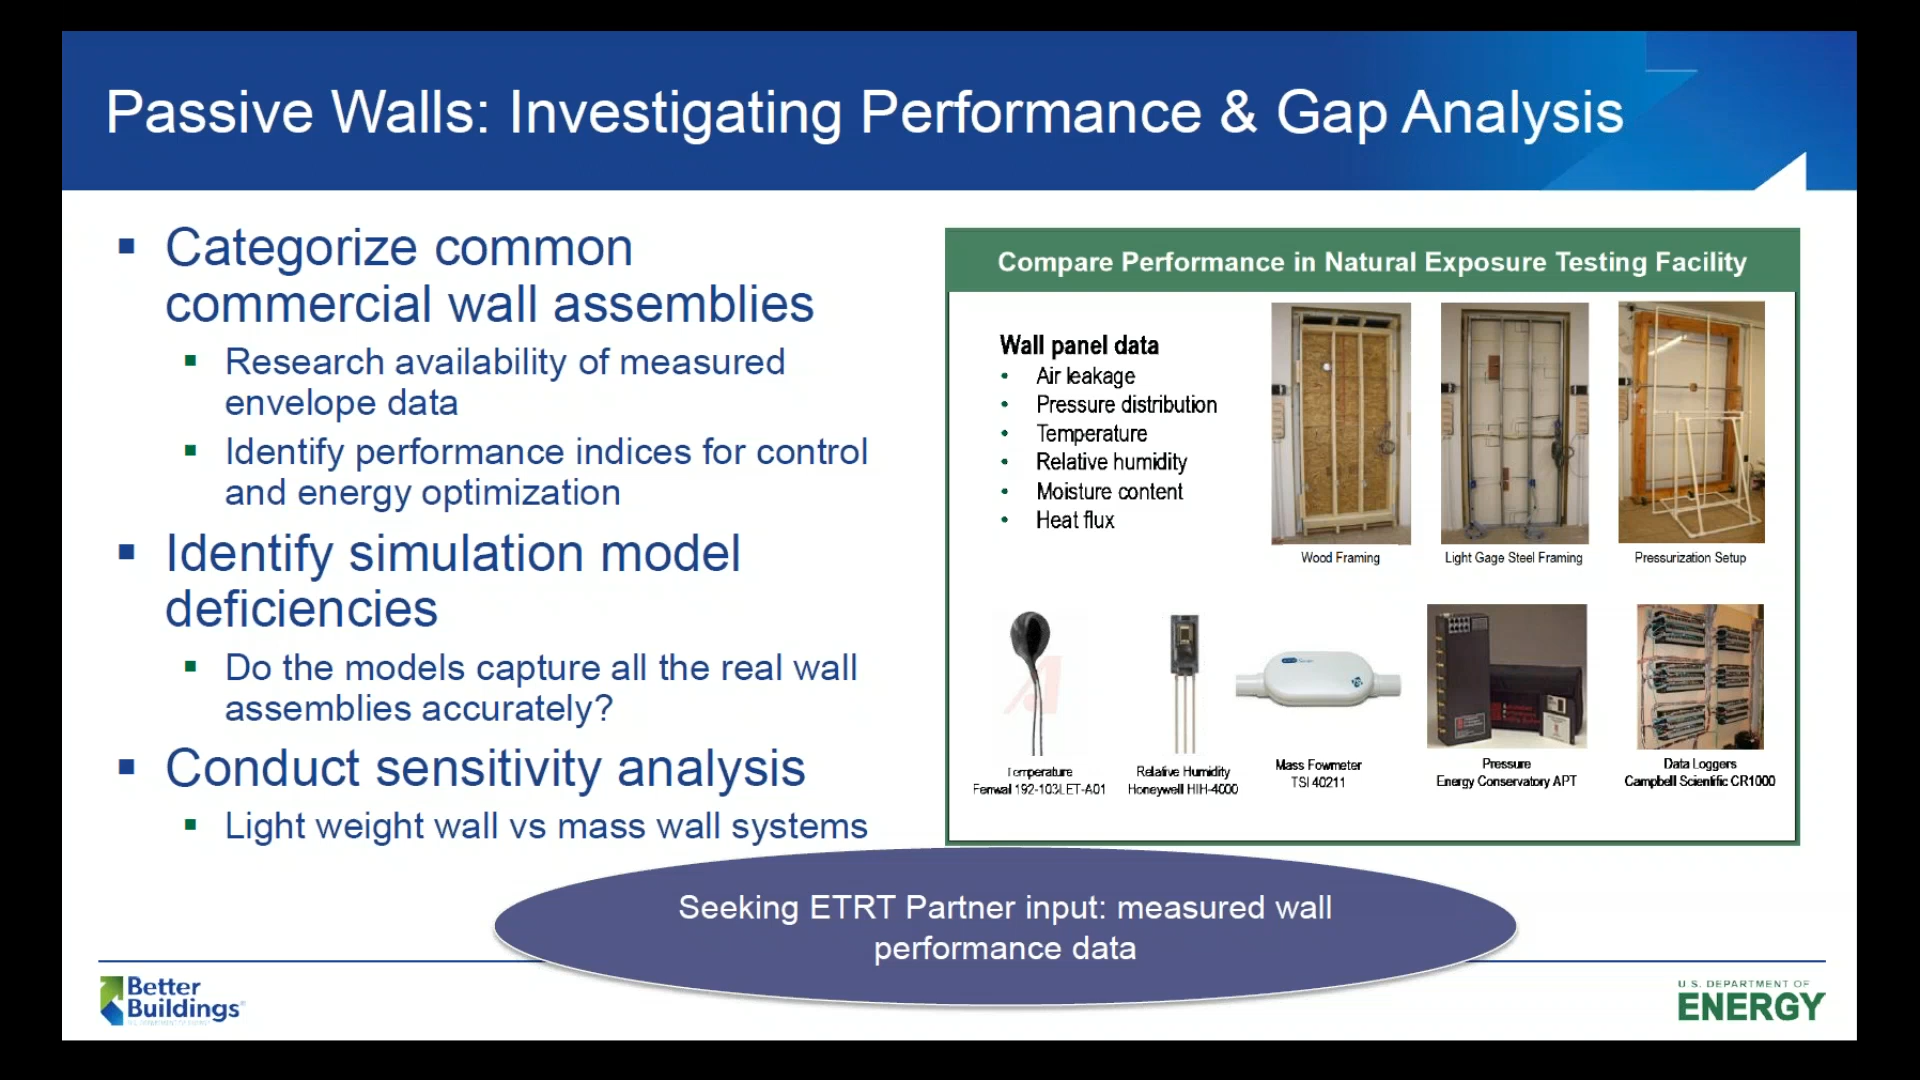 Passive Walls: Investigating Performance & Gap Analysis
Categorize common
commercial wall assemblies
Research availability of measured
envelope data
Identify performance indices for control
and energy optimization
Identify simulation model
deficiencies
Do the models capture all the real wall
assemblies accurately?
Conduct sensitivity analysis
Light weight wall vs mass wall systems
Compare Performance in Natural Exposure Testing Facility
Wall panel data
Air leakage
Pressure distribution
Temperature
Relative humidity
Moisture content
Heat flux
Wood Framing
Light Gage Steel Framing
Pressurization Setup
Temperature
Fenwal 192-103LET-A01
Relative Humidity
Honeywell HIH-4000
Mass Fowmeter
TSI 40211
Pressure
Energy Conservatory APT
Data Loggers
Campbell Scientific CR1000
Seeking ETRT Partner input: measured wall
performance data
Better
Buildings
U.S. DEPARTMENT OF
ENERGY